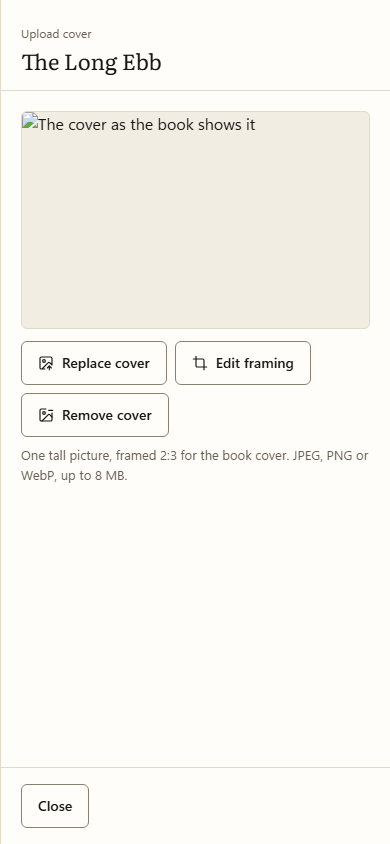 Upload cover
The Long Ebb
The cover as the book shows it
Replace cover
Edit framing
Remove cover
One tall picture, framed 2:3 for the book cover. JPEG, PNG or
WebP, up to 8 MB.
Close